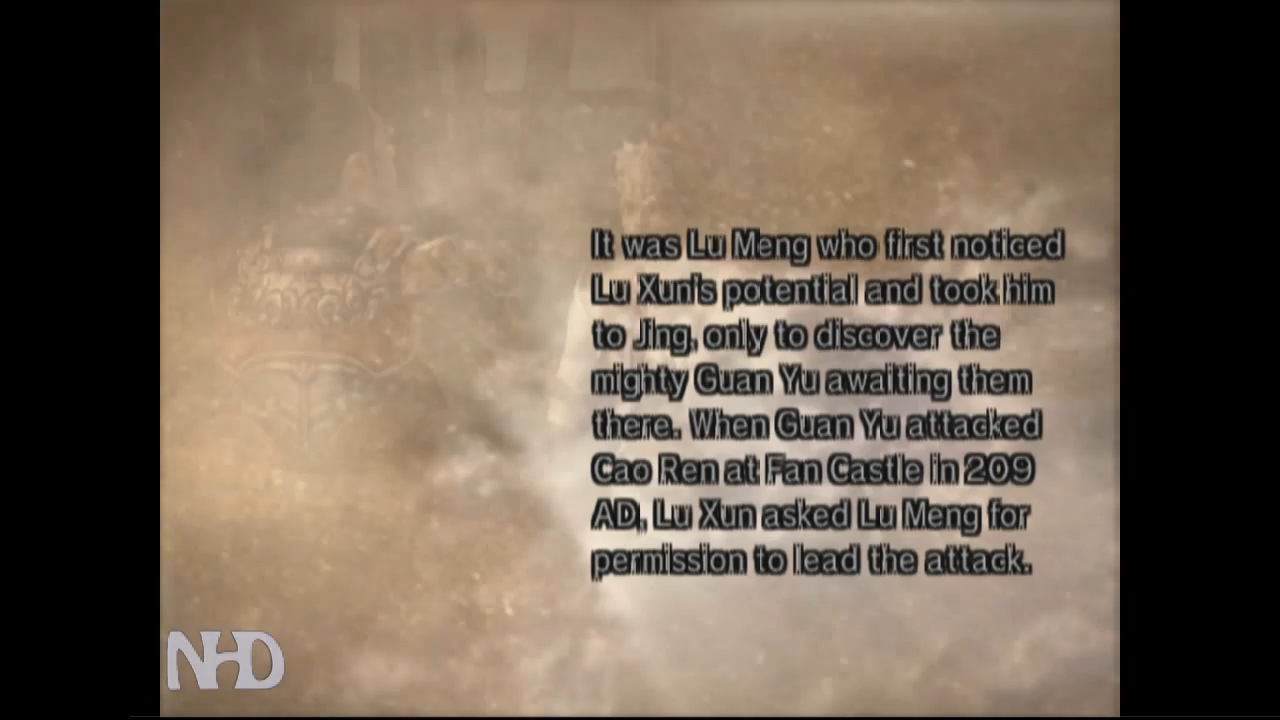 It was Lu Meng who first noticed
Lu Xun's potential and took him
to Jing, only to discover the
mighty Guan Yu awaiting them
there. When Guan Yu attacked
Cao Ren at Fan Castle in 209
AD, Lu Xun asked Lu Meng for
permission to lead the attack.
NHD